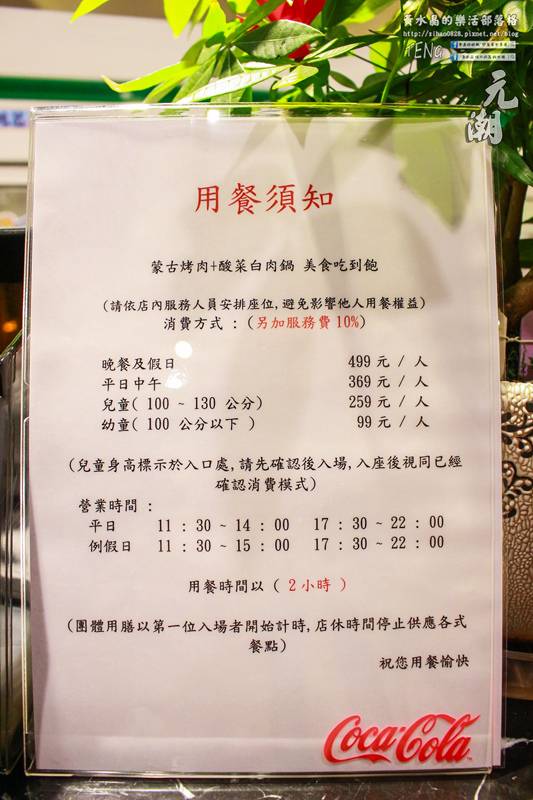 黃水晶的樂活部落格
http://zibao0828.pixnet.net/blog
TENG
元潮
用餐須知
蒙古烤肉+酸菜白肉鍋 美食吃到飽
(請依店內服務人員安排座位,避免影響他人用餐權益)
消費方式 : (另加服務費 10%)
晚餐及假日 499 元 / 人
平日中午 369 元 / 人
兒童( 100 ~ 130 公分) 259 元 / 人
幼童( 100 公分以下 ) 99 元 / 人
(兒童身高標示於入口處,請先確認後入場,入座後視同已經
確認消費模式)
營業時間 :
平日 11 : 30 ~ 14 : 00 17 : 30 ~ 22 : 00
例假日 11 : 30 ~ 15 : 00 17 : 30 ~ 22 : 00
用餐時間以 ( 2 小時 )
(團體用膳以第一位入場者開始計時,店休時間停止供應各式
餐點)
祝您用餐愉快
Coca-Cola